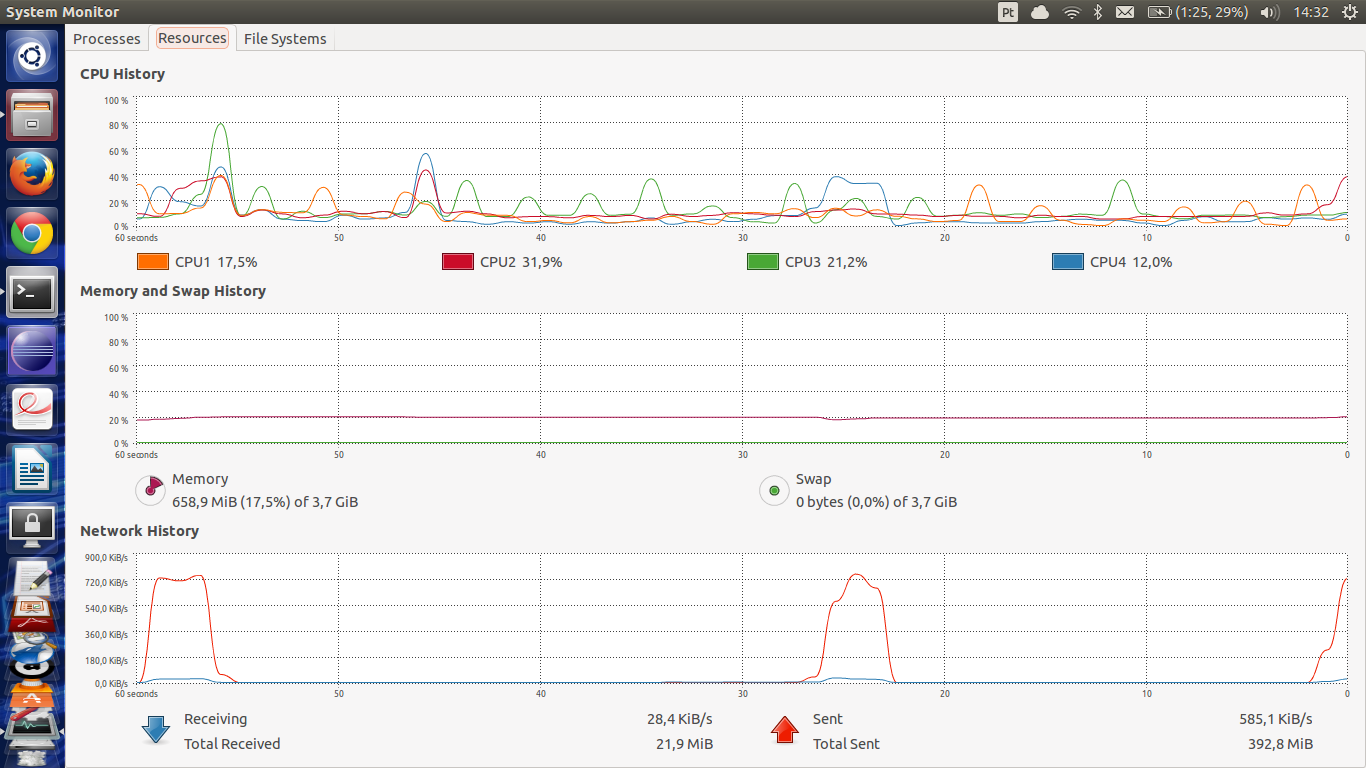 System Monitor Pt (1:25, 29%) 14:32
Processes Resources File Systems
CPU History
100 %
80 %
60 %
40 %
20 %
0 %
60 seconds 50 40 30 20 10 0
CPU1 17,5% CPU2 31,9% CPU3 21,2% CPU4 12,0%
Memory and Swap History
100 %
80 %
60 %
40 %
20 %
0 %
60 seconds 50 40 30 20 10 0
Memory Swap
658,9 MiB (17,5%) of 3,7 GiB 0 bytes (0,0%) of 3,7 GiB
Network History
900,0 KiB/s
720,0 KiB/s
540,0 KiB/s
360,0 KiB/s
180,0 KiB/s
0,0 KiB/s
60 seconds 50 40 30 20 10 0
Receiving 28,4 KiB/s Sent 585,1 KiB/s
Total Received 21,9 MiB Total Sent 392,8 MiB